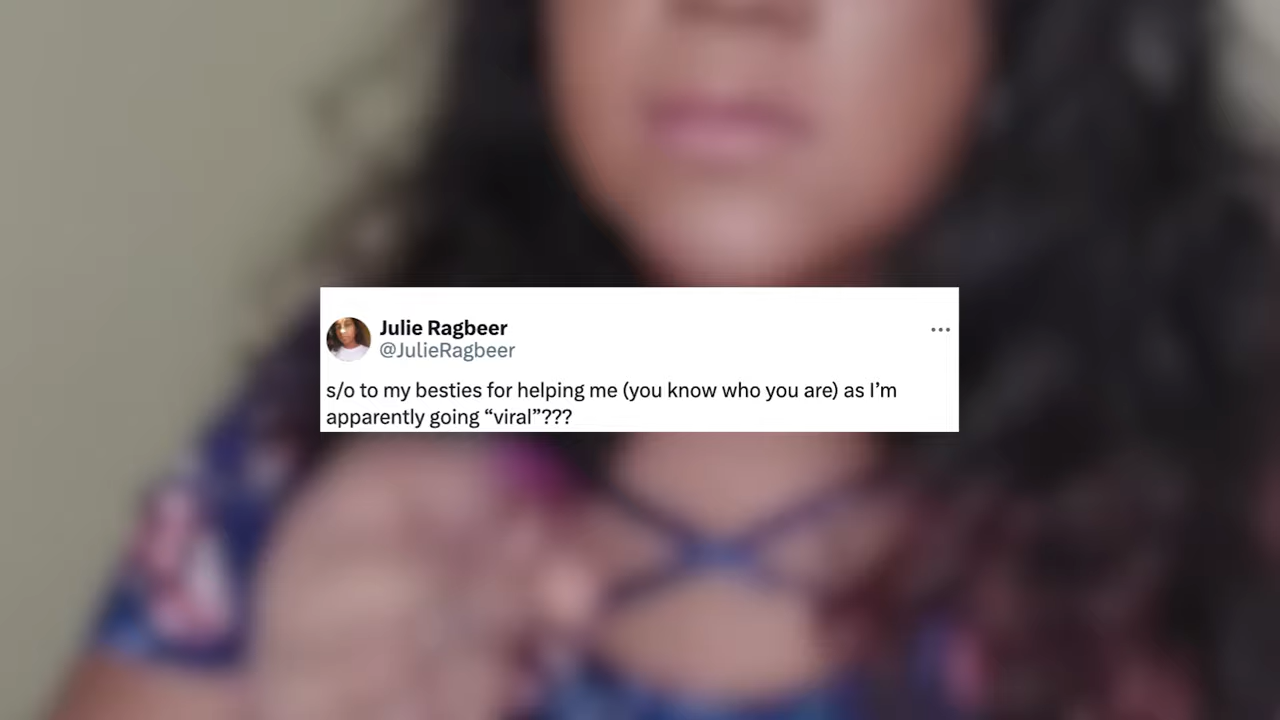 Julie Ragbeer
@JulieRagbeer
s/o to my besties for helping me (you know who you are) as I’m
apparently going “viral”???